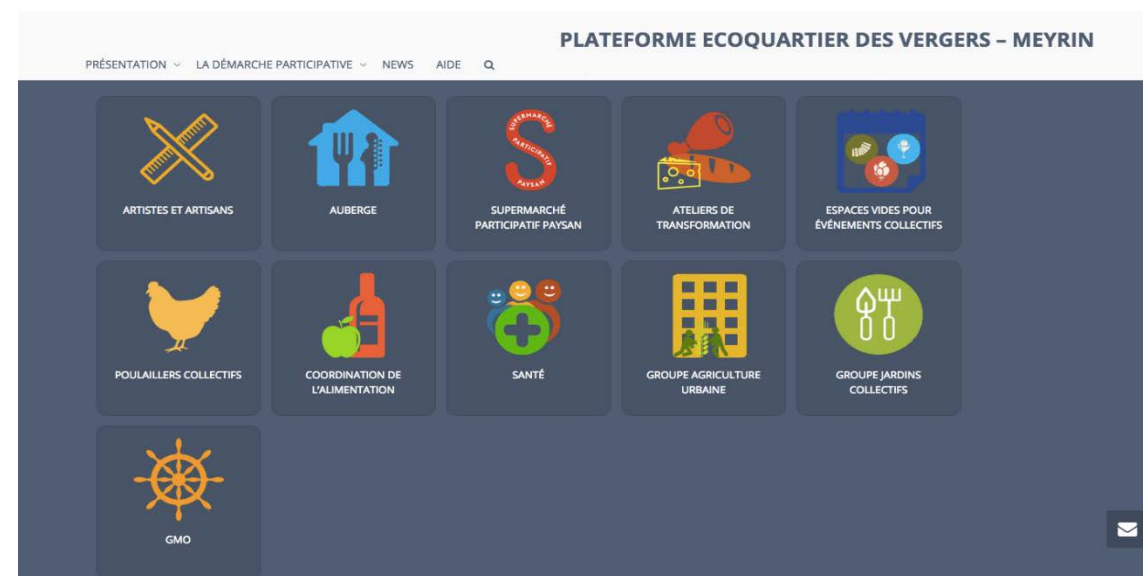 PLATEFORME ECOQUARTIER DES VERGERS – MEYRIN
PRÉSENTATION LA DÉMARCHE PARTICIPATIVE NEWS AIDE
SUPERMARCHÉ
PARTICIPATIF
PAYSAN
ARTISTES ET ARTISANS
AUBERGE
SUPERMARCHÉ
PARTICIPATIF PAYSAN
ATELIERS DE
TRANSFORMATION
ESPACES VIDES POUR
ÉVÉNEMENTS COLLECTIFS
POULAILLERS COLLECTIFS
COORDINATION DE
L'ALIMENTATION
SANTÉ
GROUPE AGRICULTURE
URBAINE
GROUPE JARDINS
COLLECTIFS
GMO